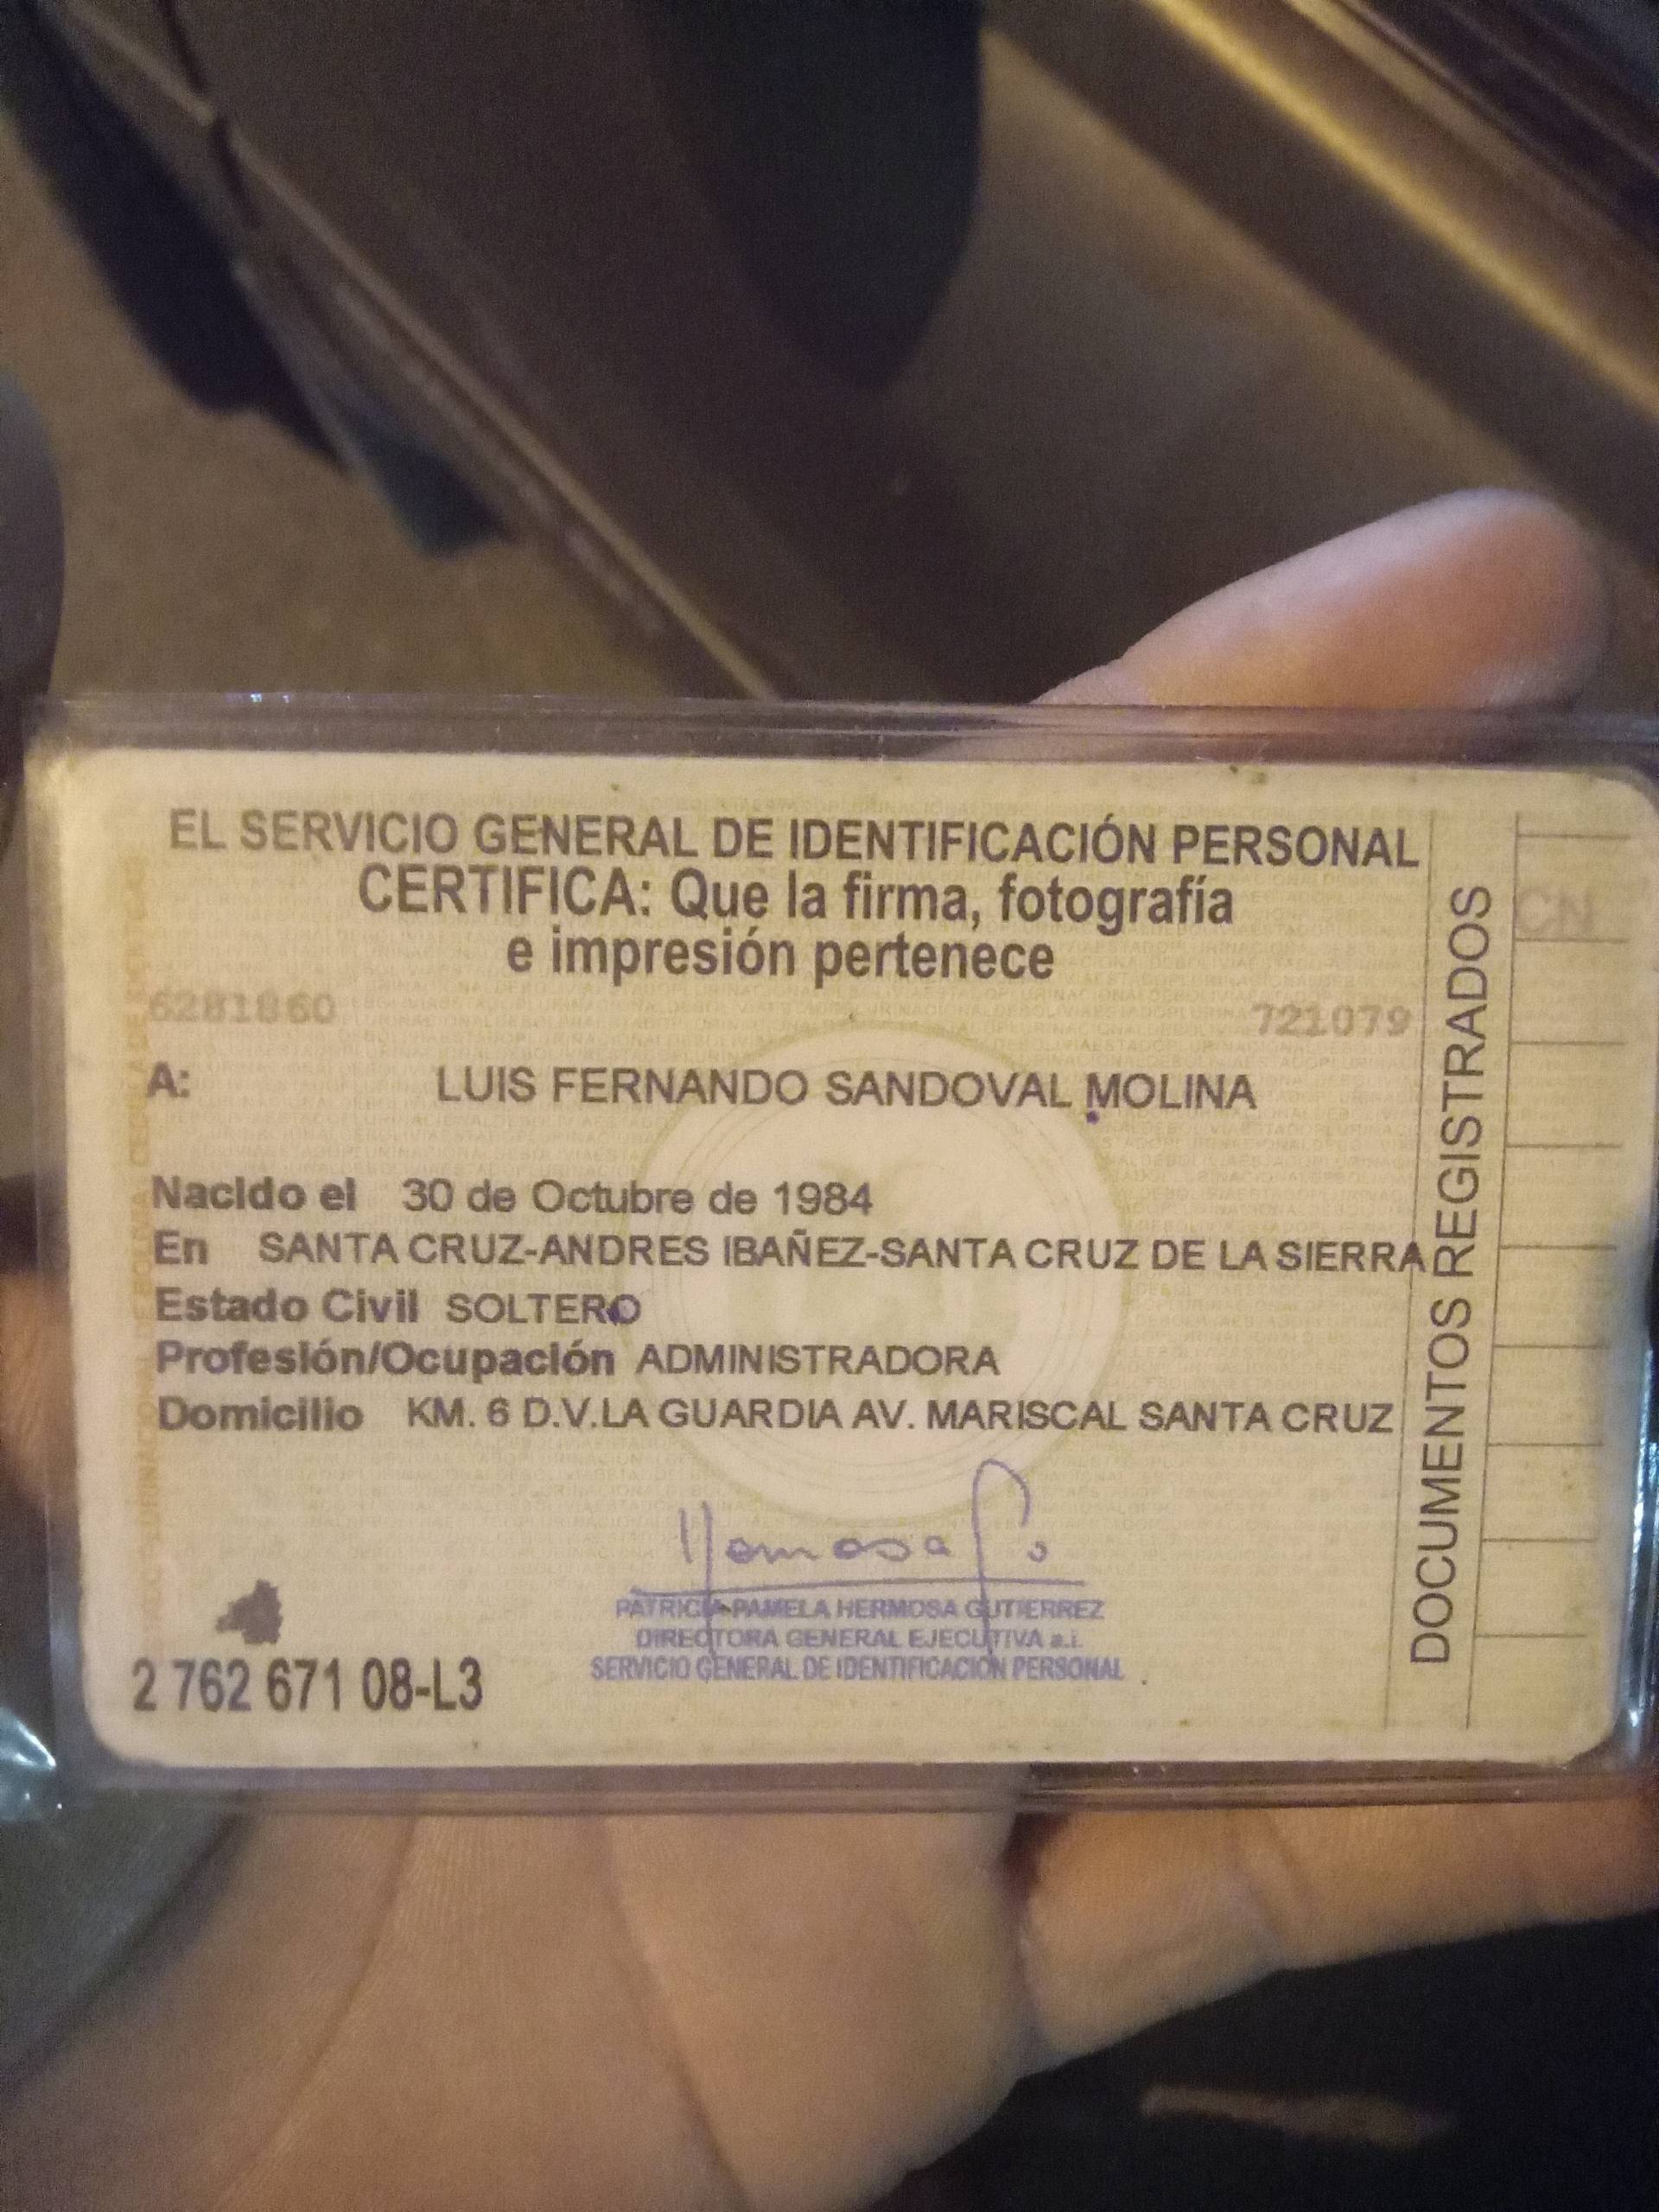 EL SERVICIO GENERAL DE IDENTIFICACIÓN PERSONAL
CERTIFICA: Que la firma, fotografía
e impresión pertenece
6281860 721079
A: LUIS FERNANDO SANDOVAL MOLINA
Nacido el 30 de Octubre de 1984
En SANTA CRUZ-ANDRES IBAÑEZ-SANTA CRUZ DE LA SIERRA
Estado Civil SOLTERO
Profesión/Ocupación ADMINISTRADORA
Domicilio KM. 6 D.V.LA GUARDIA AV. MARISCAL SANTA CRUZ
PATRICIA PAMELA HERMOSA GUTIERREZ
DIRECTORA GENERAL EJECUTIVA a.i.
SERVICIO GENERAL DE IDENTIFICACION PERSONAL
2 762 671 08-L3
DOCUMENTOS REGISTRADOS
CN